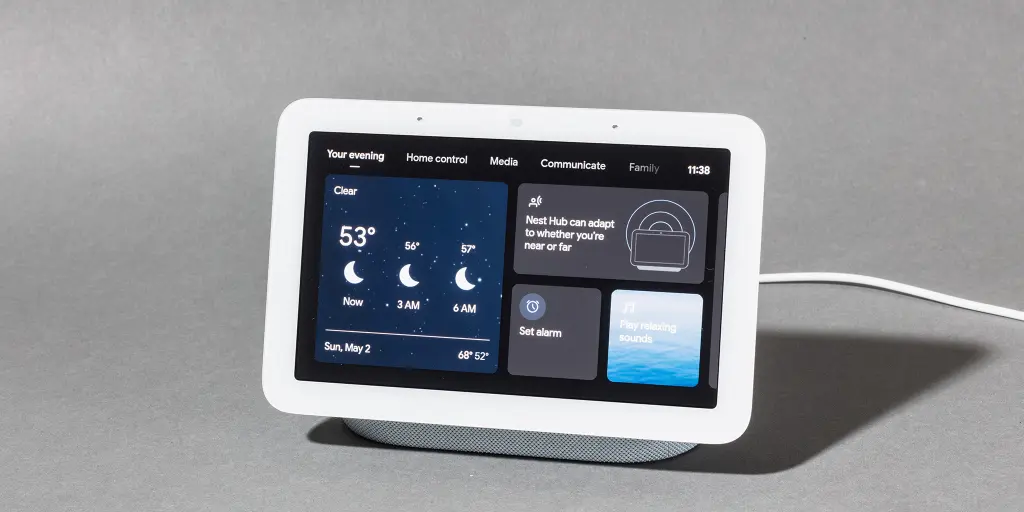 Your evening Home control Media Communicate Family 11:38
Clear
53° 56° 57°
Now 3 AM 6 AM
Sun, May 2 68° 52°
Nest Hub can adapt
to whether you're
near or far
Set alarm
Play relaxing
sounds